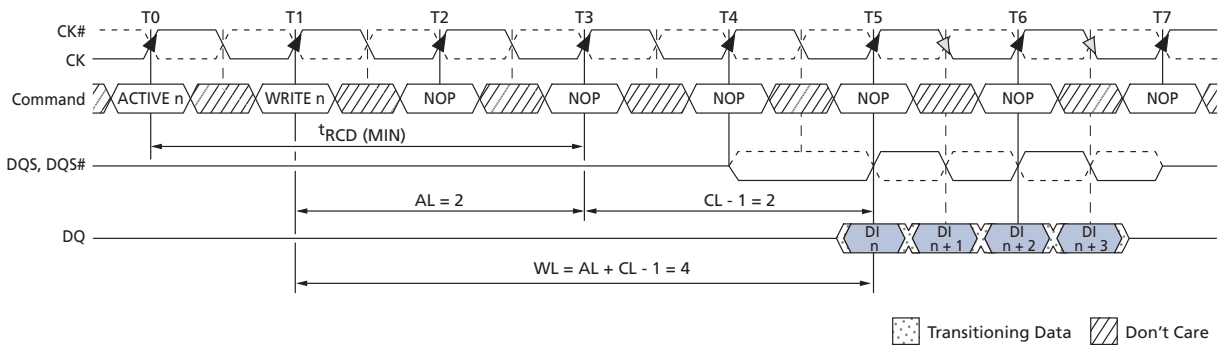 T0 T1 T2 T3 T4 T5 T6 T7
CK#
CK
Command ACTIVE n WRITE n NOP NOP NOP NOP NOP NOP
tRCD (MIN)
DQS, DQS#
AL = 2 CL - 1 = 2
DQ DI n DI n + 1 DI n + 2 DI n + 3
WL = AL + CL - 1 = 4
Transitioning Data Don't Care